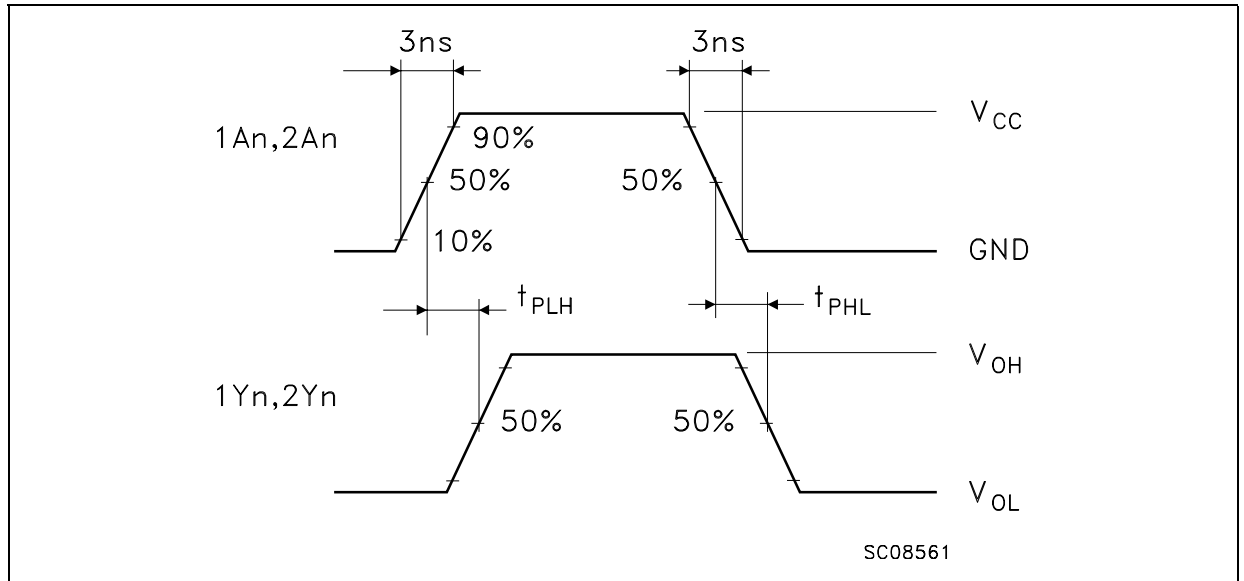 3ns 3ns
V_CC
1An,2An
90%
50% 50%
10%
GND
t_PLH t_PHL
V_OH
1Yn,2Yn
50% 50%
V_OL
SC08561